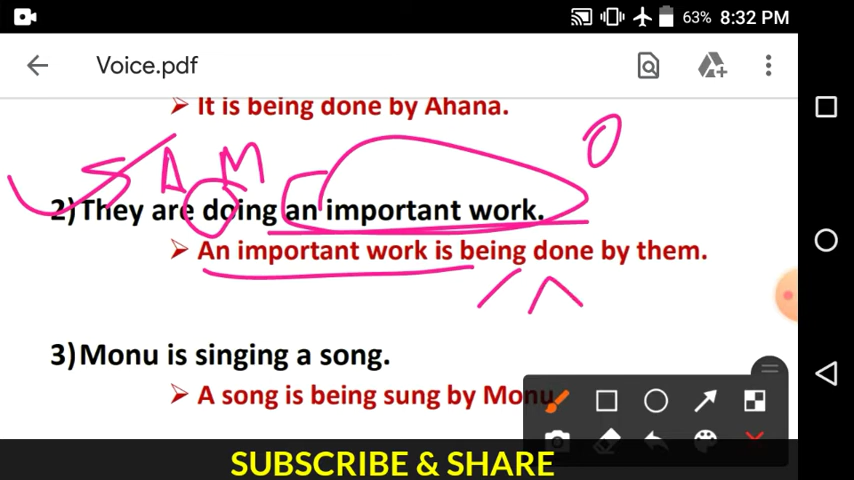 63% 8:32 PM
Voice.pdf
➤ It is being done by Ahana.
S A M O
2) They are doing an important work.
➤ An important work is being done by them.
3) Monu is singing a song.
➤ A song is being sung by Monu
SUBSCRIBE & SHARE